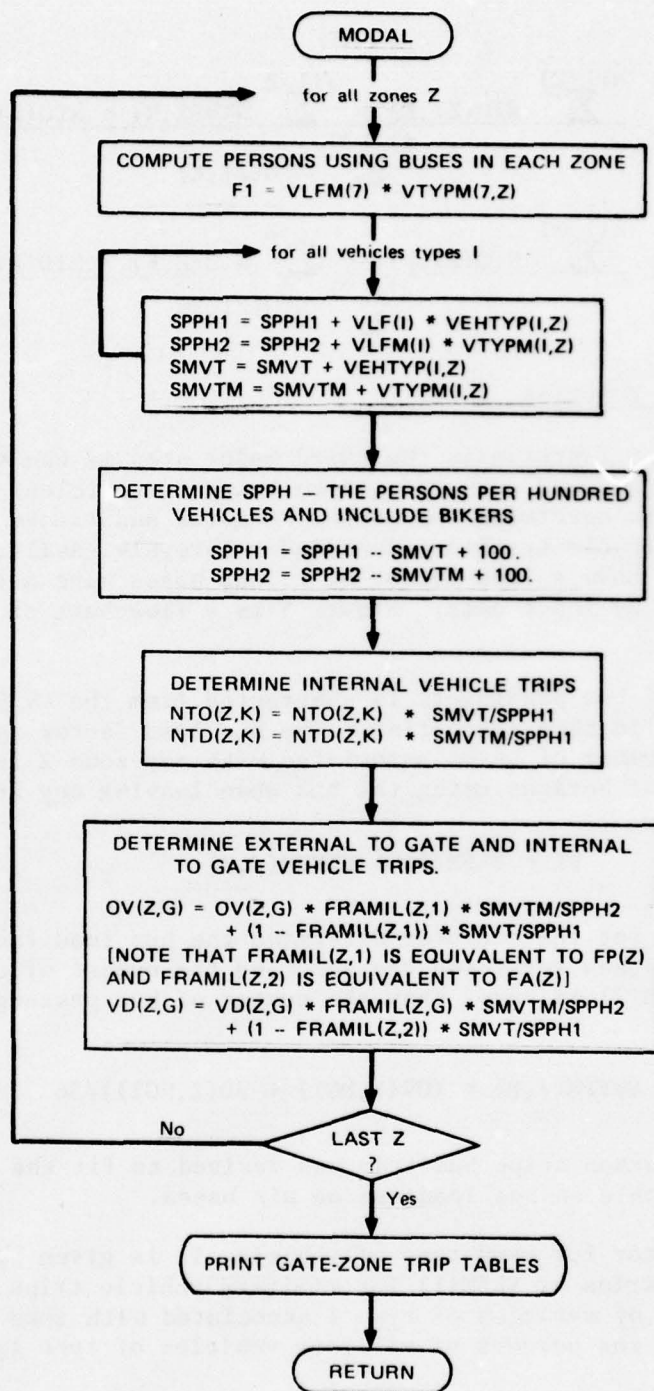 MODAL
for all zones Z
COMPUTE PERSONS USING BUSES IN EACH ZONE
F1 = VLFM(7) * VTYPM(7,Z)
for all vehicles types I
SPPH1 = SPPH1 + VLF(I) * VEHTYP(I,Z)
SPPH2 = SPPH2 + VLFM(I) * VTYPM(I,Z)
SMVT = SMVT + VEHTYP(I,Z)
SMVTM = SMVTM + VTYPM(I,Z)
DETERMINE SPPH - THE PERSONS PER HUNDRED
VEHICLES AND INCLUDE BIKERS
SPPH1 = SPPH1 -- SMVT + 100.
SPPH2 = SPPH2 -- SMVTM + 100.
DETERMINE INTERNAL VEHICLE TRIPS
NTO(Z,K) = NTO(Z,K) * SMVT/SPPH1
NTD(Z,K) = NTD(Z,K) * SMVTM/SPPH1
DETERMINE EXTERNAL TO GATE AND INTERNAL
TO GATE VEHICLE TRIPS.
OV(Z,G) = OV(Z,G) * FRAMIL(Z,1) * SMVTM/SPPH2
+ (1 -- FRAMIL(Z,1)) * SMVT/SPPH1
[NOTE THAT FRAMIL(Z,1) IS EQUIVALENT TO FP(Z)
AND FRAMIL(Z,2) IS EQUIVALENT TO FA(Z)]
VD(Z,G) = VD(Z,G) * FRAMIL(Z,G) * SMVTM/SPPH2
+ (1 -- FRAMIL(Z,2)) * SMVT/SPPH1
No
LAST Z
?
Yes
PRINT GATE-ZONE TRIP TABLES
RETURN